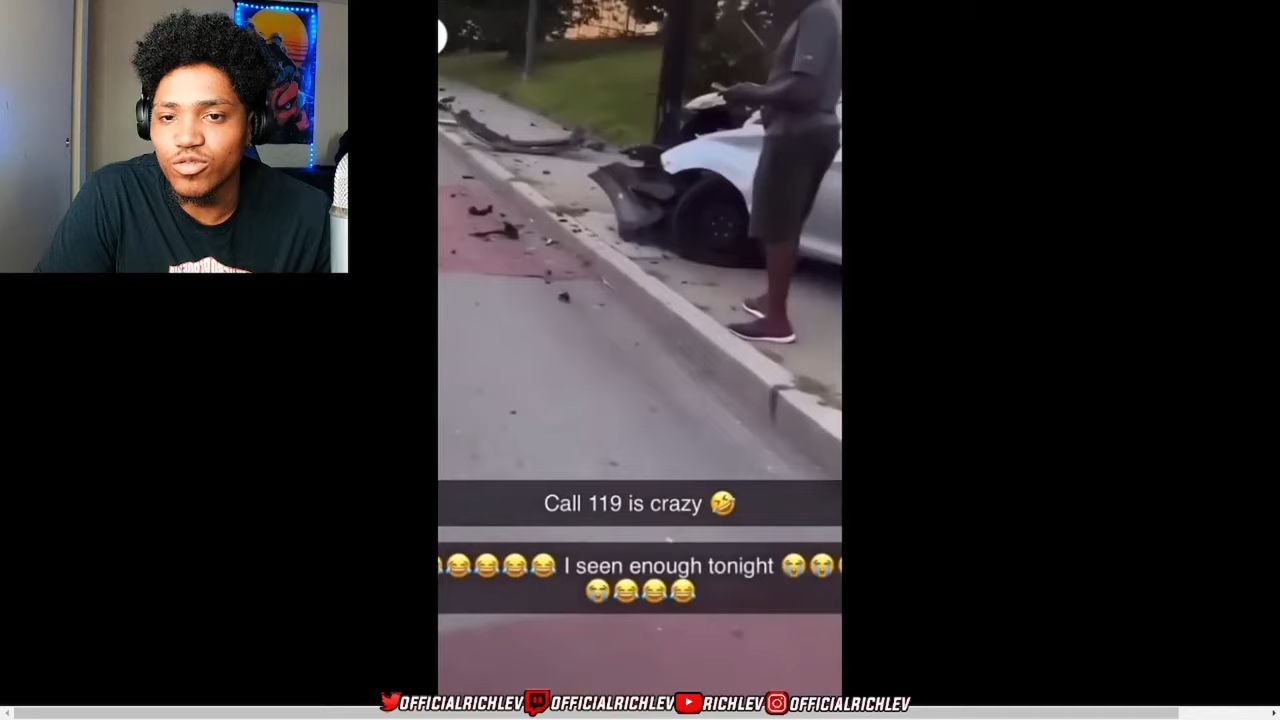 Call 119 is crazy 🤣
😂😂😂😂 I seen enough tonight 😭😭
😭😂😂😂
OFFICIALRICHLEV OFFICIALRICHLEV RICHLEV OFFICIALRICHLEV